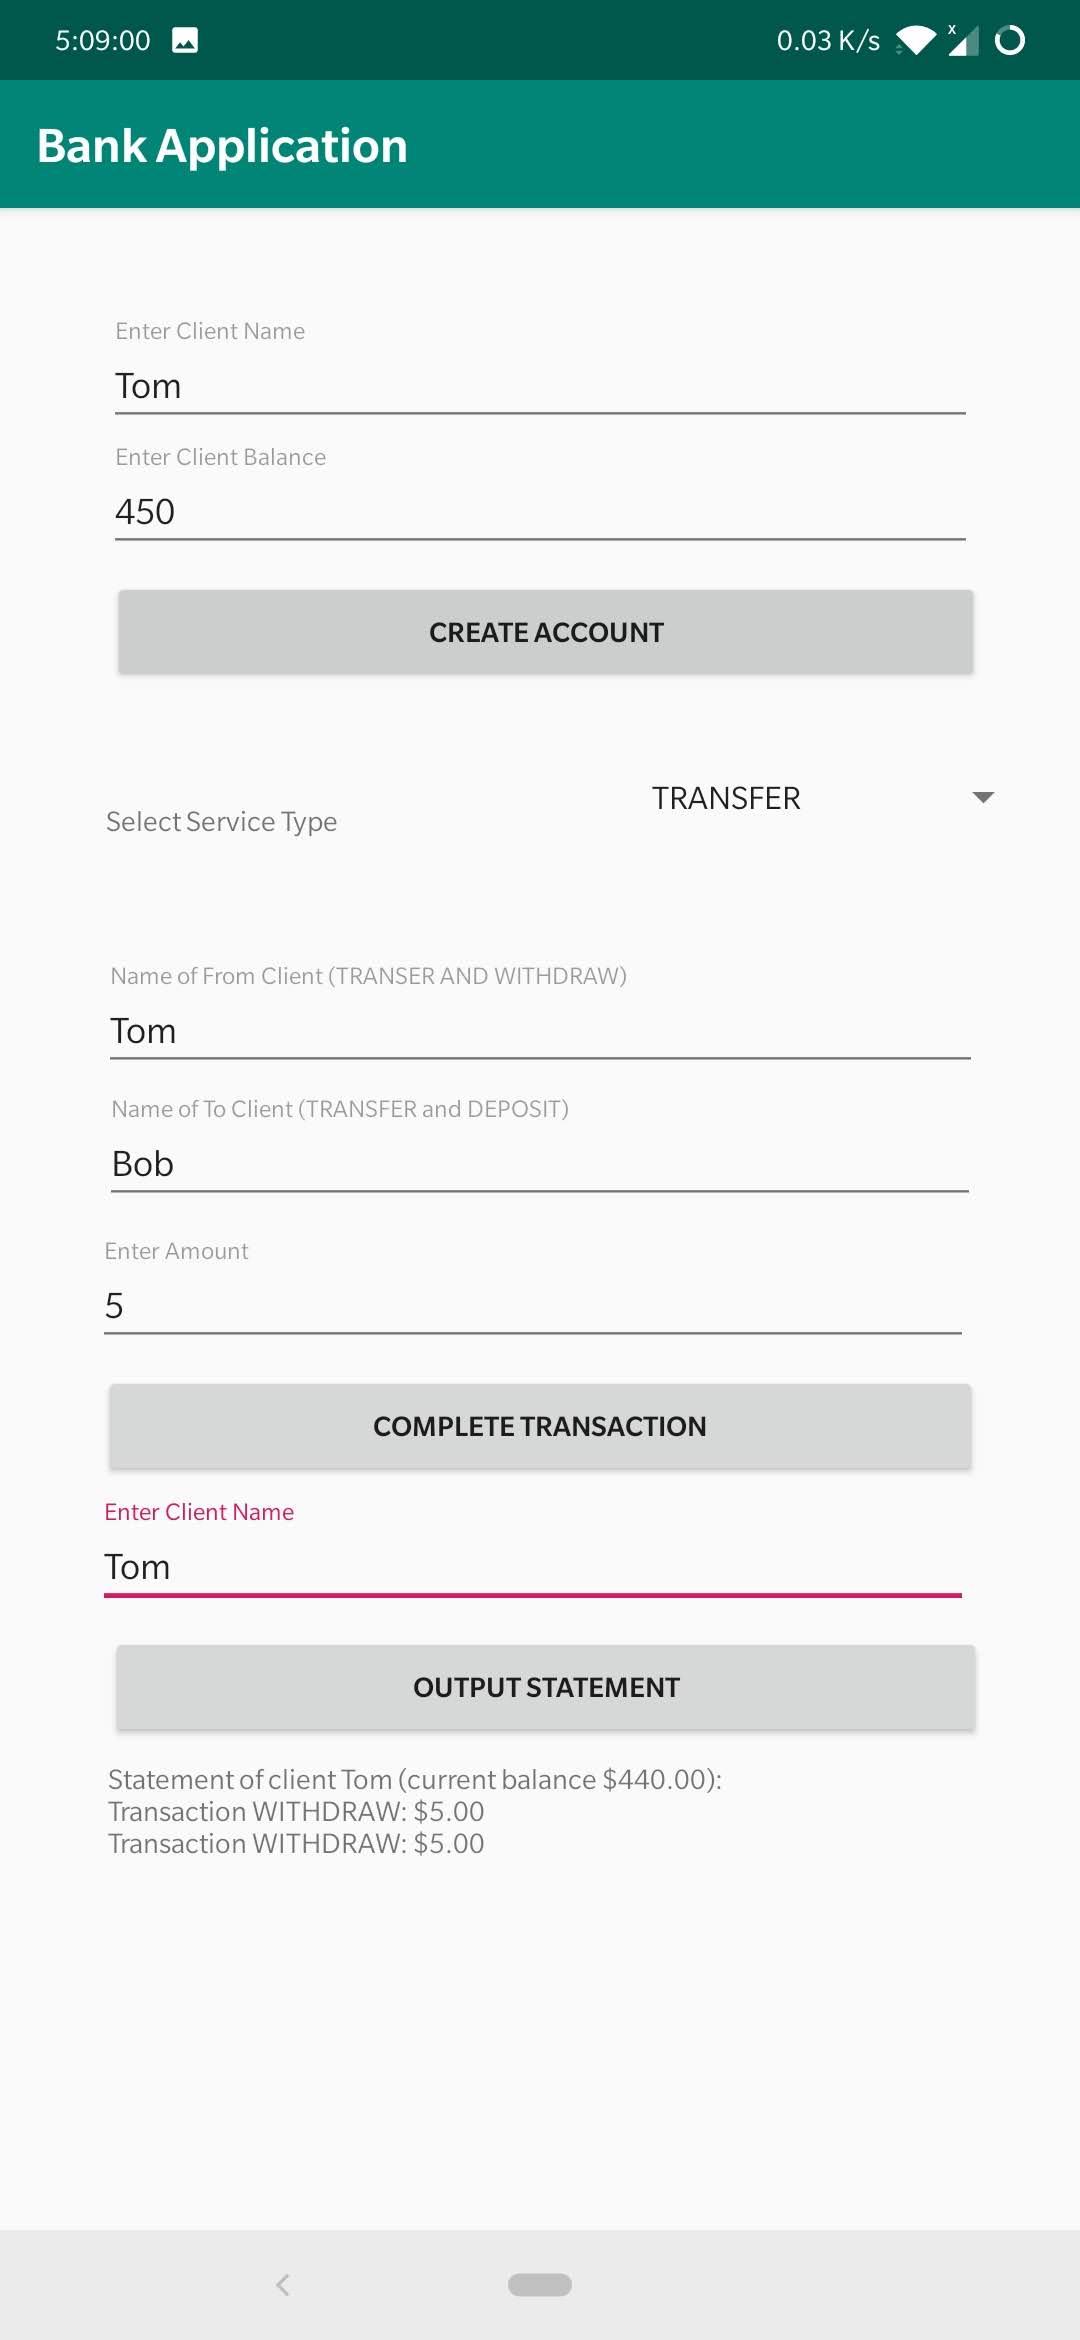 5:09:00
0.03 K/s
x
Bank Application
Enter Client Name
Tom
Enter Client Balance
450
CREATE ACCOUNT
TRANSFER
Select Service Type
Name of From Client (TRANSER AND WITHDRAW)
Tom
Name of To Client (TRANSFER and DEPOSIT)
Bob
Enter Amount
5
COMPLETE TRANSACTION
Enter Client Name
Tom
OUTPUT STATEMENT
Statement of client Tom (current balance $440.00):
Transaction WITHDRAW: $5.00
Transaction WITHDRAW: $5.00